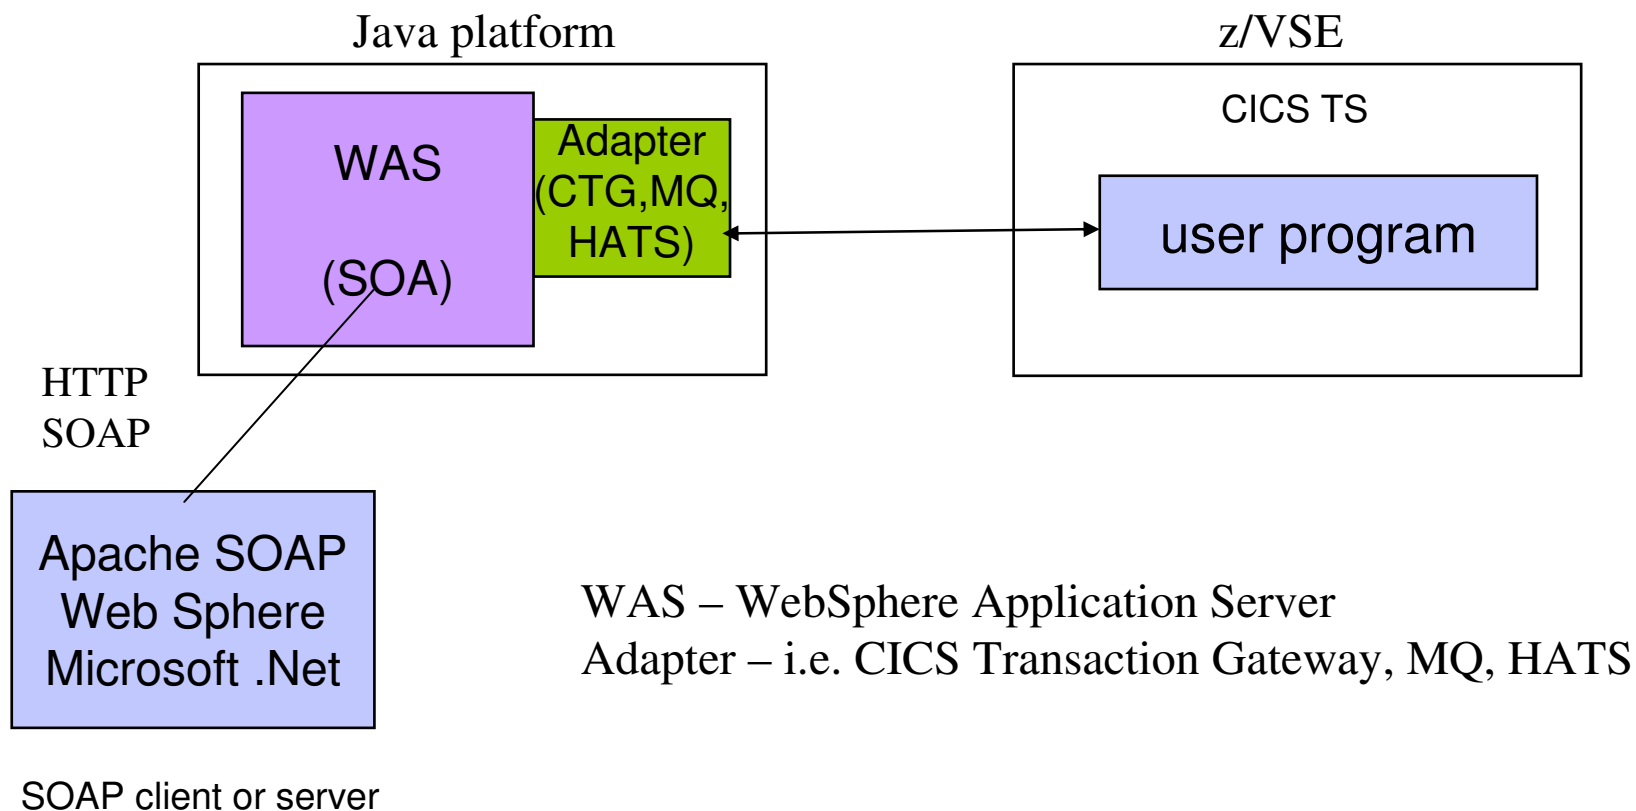 Java platform
z/VSE
CICS TS
WAS
(SOA)
Adapter
(CTG,MQ,
HATS)
user program
HTTP
SOAP
Apache SOAP
Web Sphere
Microsoft .Net
WAS – WebSphere Application Server
Adapter – i.e. CICS Transaction Gateway, MQ, HATS
SOAP client or server